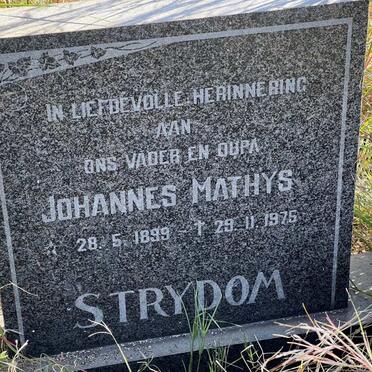 IN LIEFDEVOLLE HERINNERING
AAN
ONS VADER EN OUPA
JOHANNES MATHYS
☆ 28. 5. 1899 - † 29. 11. 1975
STRYDOM